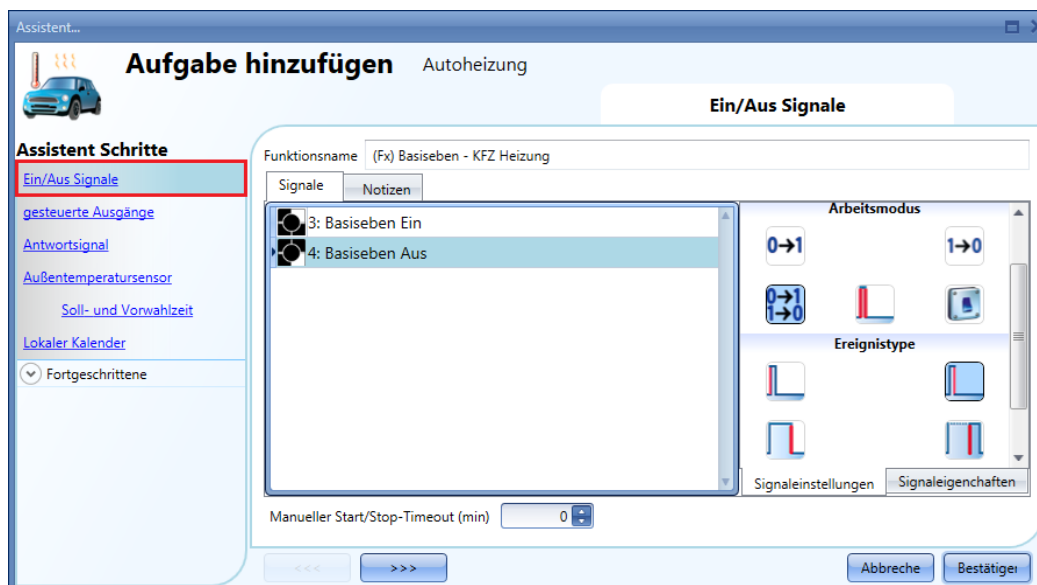 Assistent...
Aufgabe hinzufügen Autoheizung
Ein/Aus Signale
Assistent Schritte
Ein/Aus Signale
gesteuerte Ausgänge
Antwortsignal
Außentemperatursensor
Soll- und Vorwahlzeit
Lokaler Kalender
Fortgeschrittene
Funktionsname (Fx) Basiseben - KFZ Heizung
Signale Notizen
3: Basiseben Ein
4: Basiseben Aus
Arbeitsmodus
0→1 1→0
0→1
1→0
Ereignistype
Signaleinstellungen Signaleigenchaften
Manueller Start/Stop-Timeout (min) 0
<<< >>> Abbreche Bestätiger